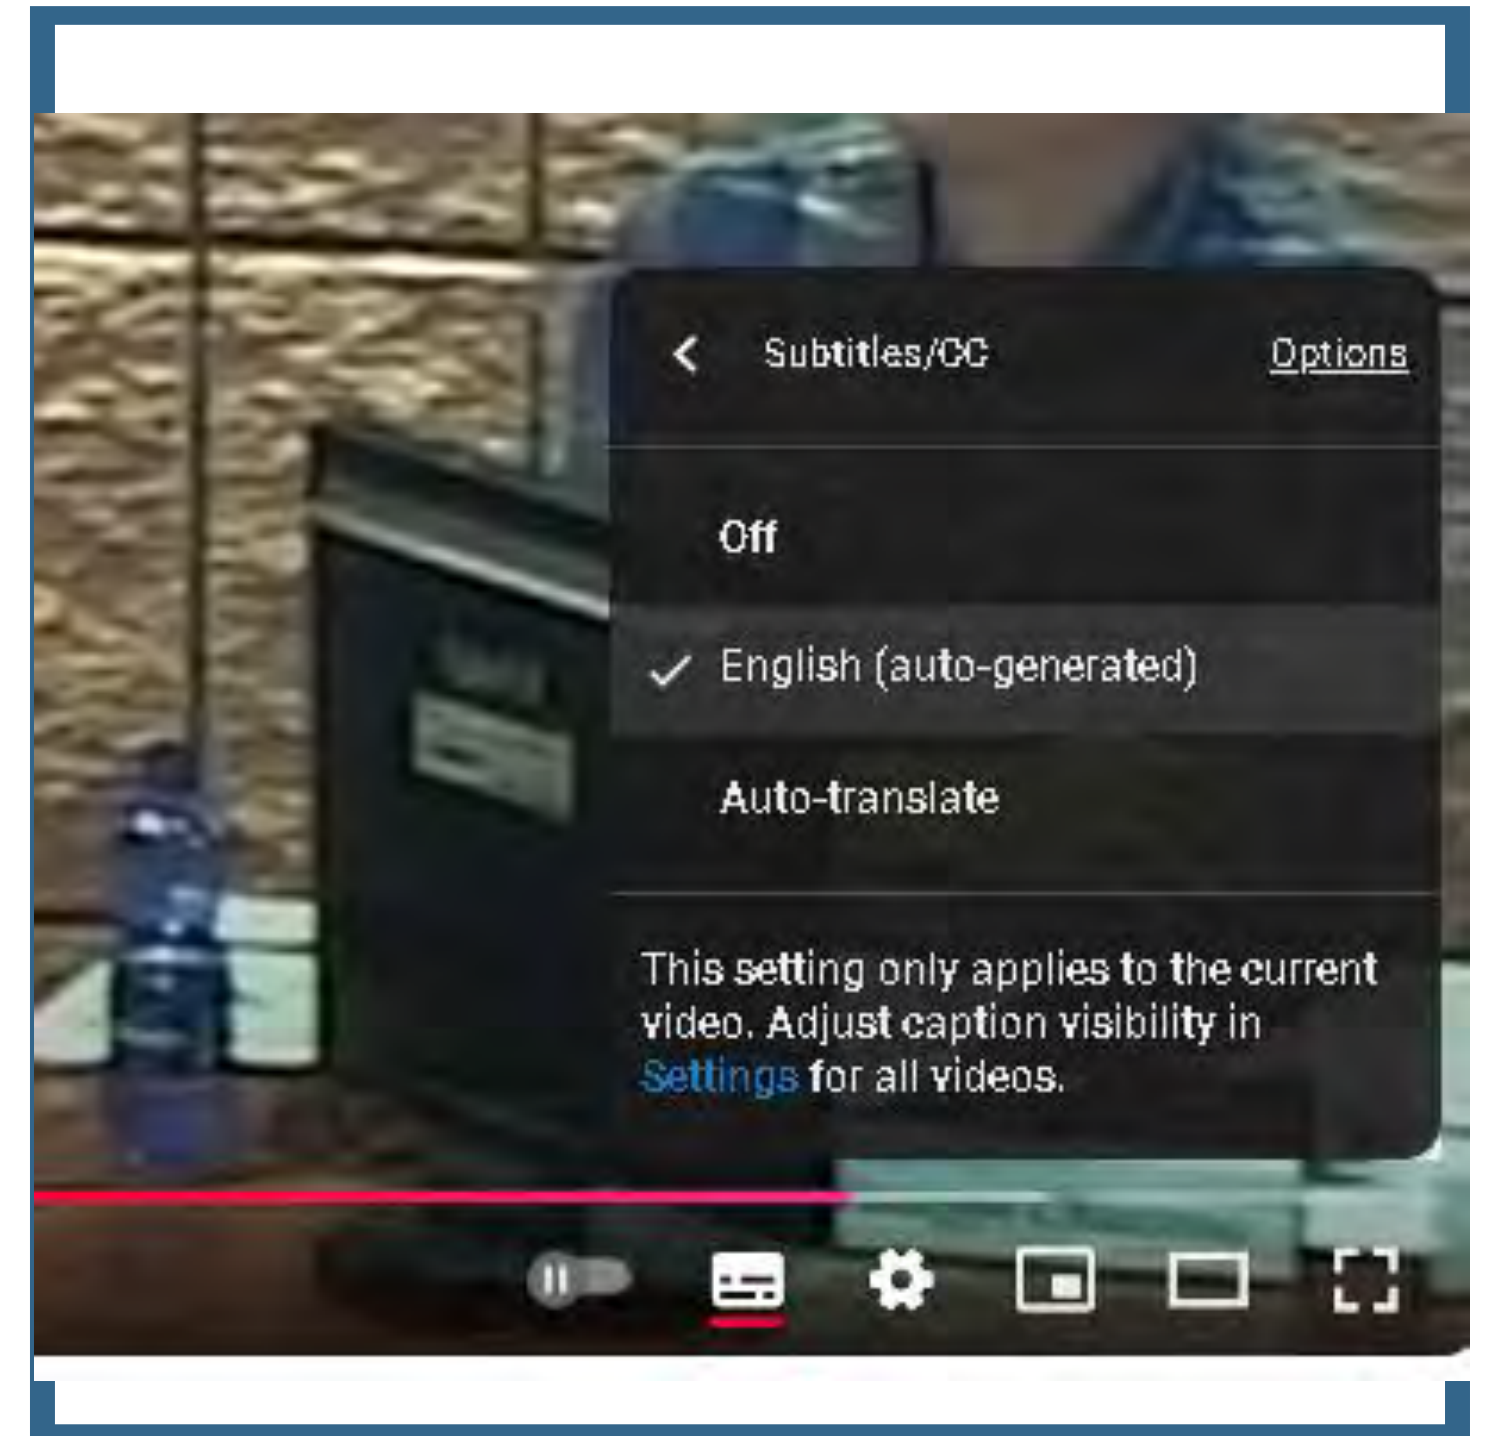 Subtitles/CC
Options
Off
English (auto-generated)
Auto-translate
This setting only applies to the current
video. Adjust caption visibility in
Settings for all videos.